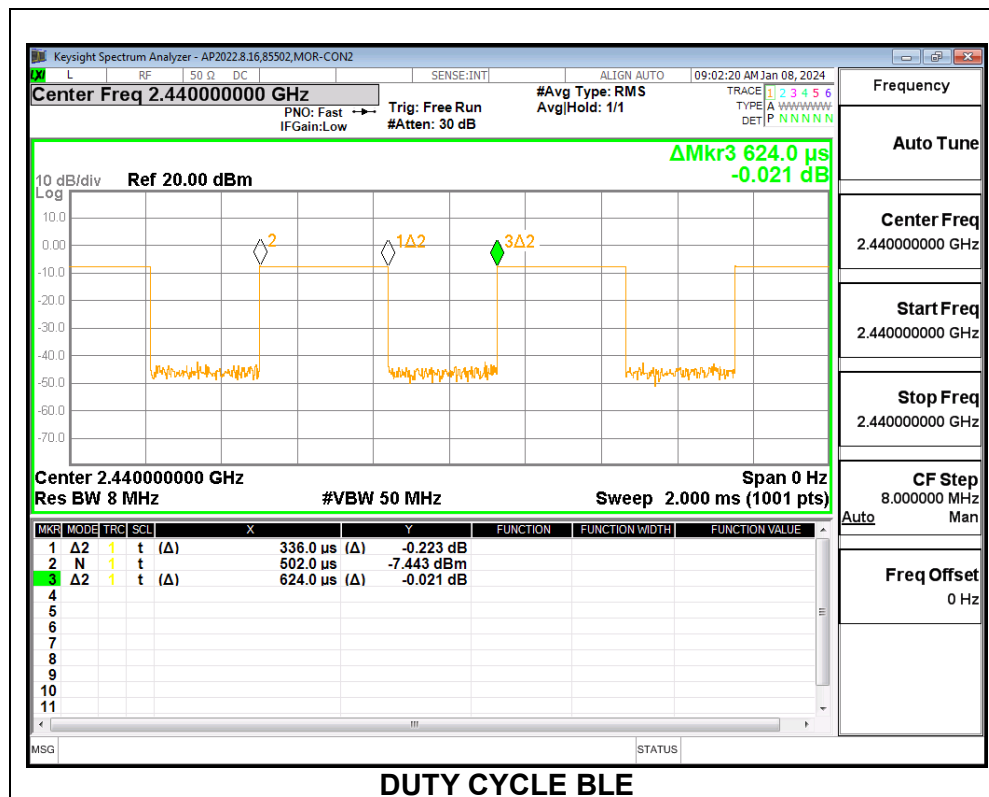 Keysight Spectrum Analyzer - AP2022.8.16,85502,MOR-CON2
LXI L RF 50 Ω DC SENSE:INT ALIGN AUTO 09:02:20 AM Jan 08, 2024
Center Freq 2.440000000 GHz
PNO: Fast
IFGain:Low
Trig: Free Run
#Atten: 30 dB
#Avg Type: RMS
Avg|Hold: 1/1
TRACE 1 2 3 4 5 6
TYPE A WWWWW
DET P N N N N N
ΔMkr3 624.0 µs
-0.021 dB
10 dB/div Ref 20.00 dBm
Log
10.0
0.00
-10.0
-20.0
-30.0
-40.0
-50.0
-60.0
-70.0
2
1Δ2
3Δ2
Center 2.440000000 GHz Span 0 Hz
Res BW 8 MHz #VBW 50 MHz Sweep 2.000 ms (1001 pts)
MKR MODE TRC SCL X Y FUNCTION FUNCTION WIDTH FUNCTION VALUE
1 Δ2 1 t (Δ) 336.0 µs (Δ) -0.223 dB
2 N 1 t 502.0 µs -7.443 dBm
3 Δ2 1 t (Δ) 624.0 µs (Δ) -0.021 dB
4
5
6
7
8
9
10
11
MSG STATUS
Frequency
Auto Tune
Center Freq
2.440000000 GHz
Start Freq
2.440000000 GHz
Stop Freq
2.440000000 GHz
CF Step
8.000000 MHz
Auto Man
Freq Offset
0 Hz
DUTY CYCLE BLE